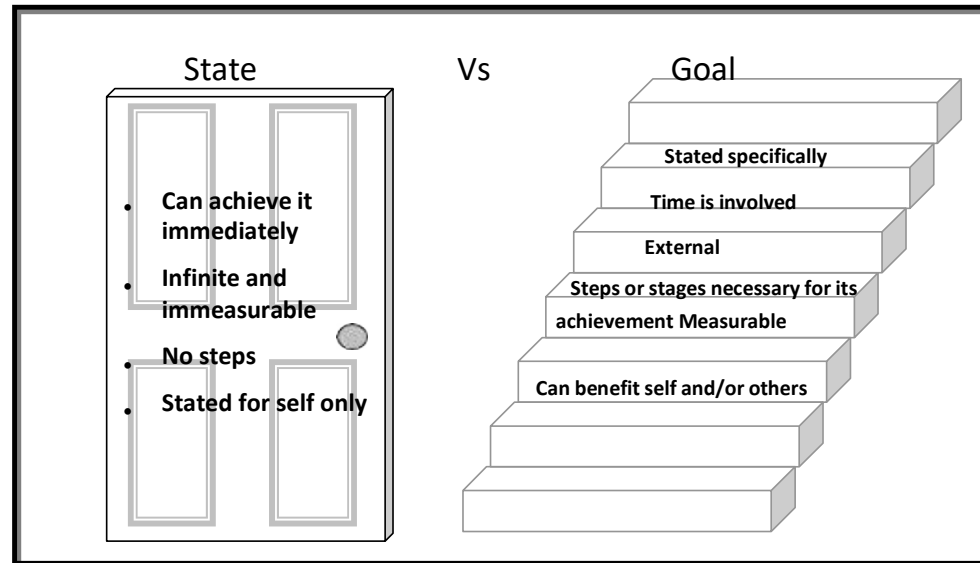 State Vs Goal
• Can achieve it
immediately
• Infinite and
immeasurable
• No steps
• Stated for self only
Stated specifically
Time is involved
External
Steps or stages necessary for its
achievement Measurable
Can benefit self and/or others